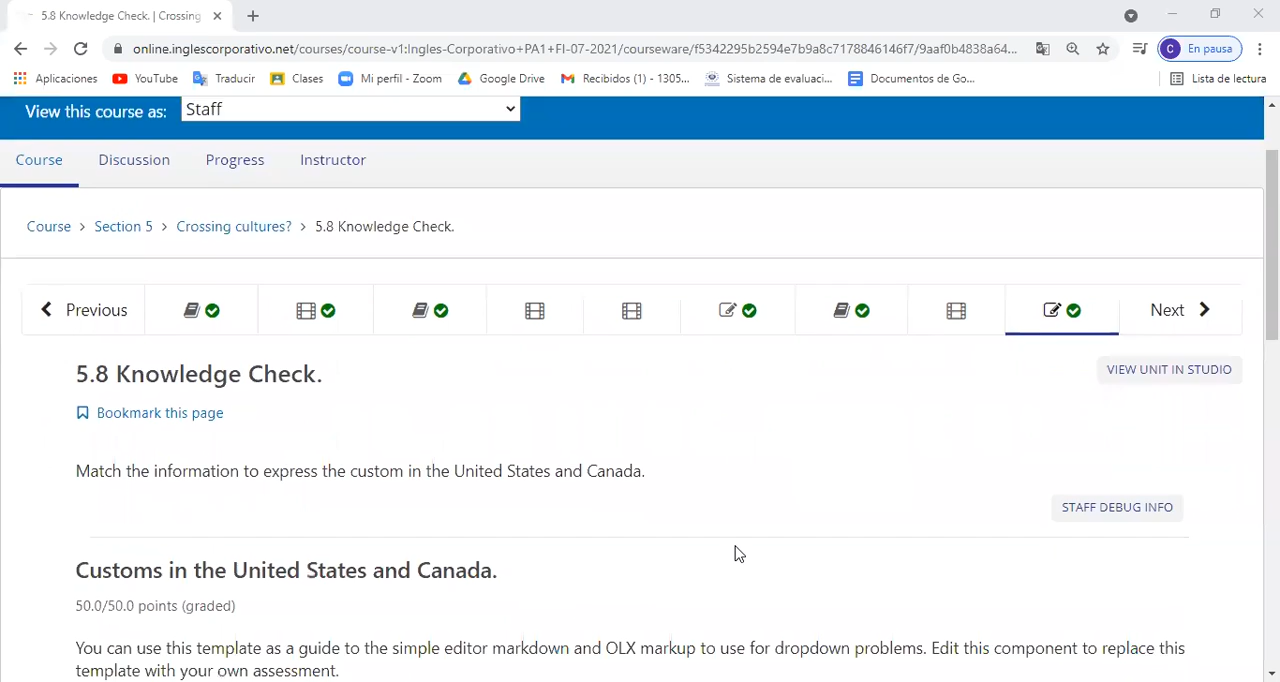 5.8 Knowledge Check. | Crossing
online.inglescorporativo.net/courses/course-v1:Ingles-Corporativo+PA1+FI-07-2021/courseware/f5342295b2594e7b9a8c7178846146f7/9aaf0b4838a64...
C En pausa
Aplicaciones YouTube Traducir Clases Mi perfil - Zoom Google Drive Recibidos (1) - 1305... Sistema de evaluaci... Documentos de Go... Lista de lectura
View this course as: Staff
Course Discussion Progress Instructor
Course > Section 5 > Crossing cultures? > 5.8 Knowledge Check.
Previous Next
5.8 Knowledge Check.
VIEW UNIT IN STUDIO
Bookmark this page
Match the information to express the custom in the United States and Canada.
STAFF DEBUG INFO
Customs in the United States and Canada.
50.0/50.0 points (graded)
You can use this template as a guide to the simple editor markdown and OLX markup to use for dropdown problems. Edit this component to replace this
template with your own assessment.